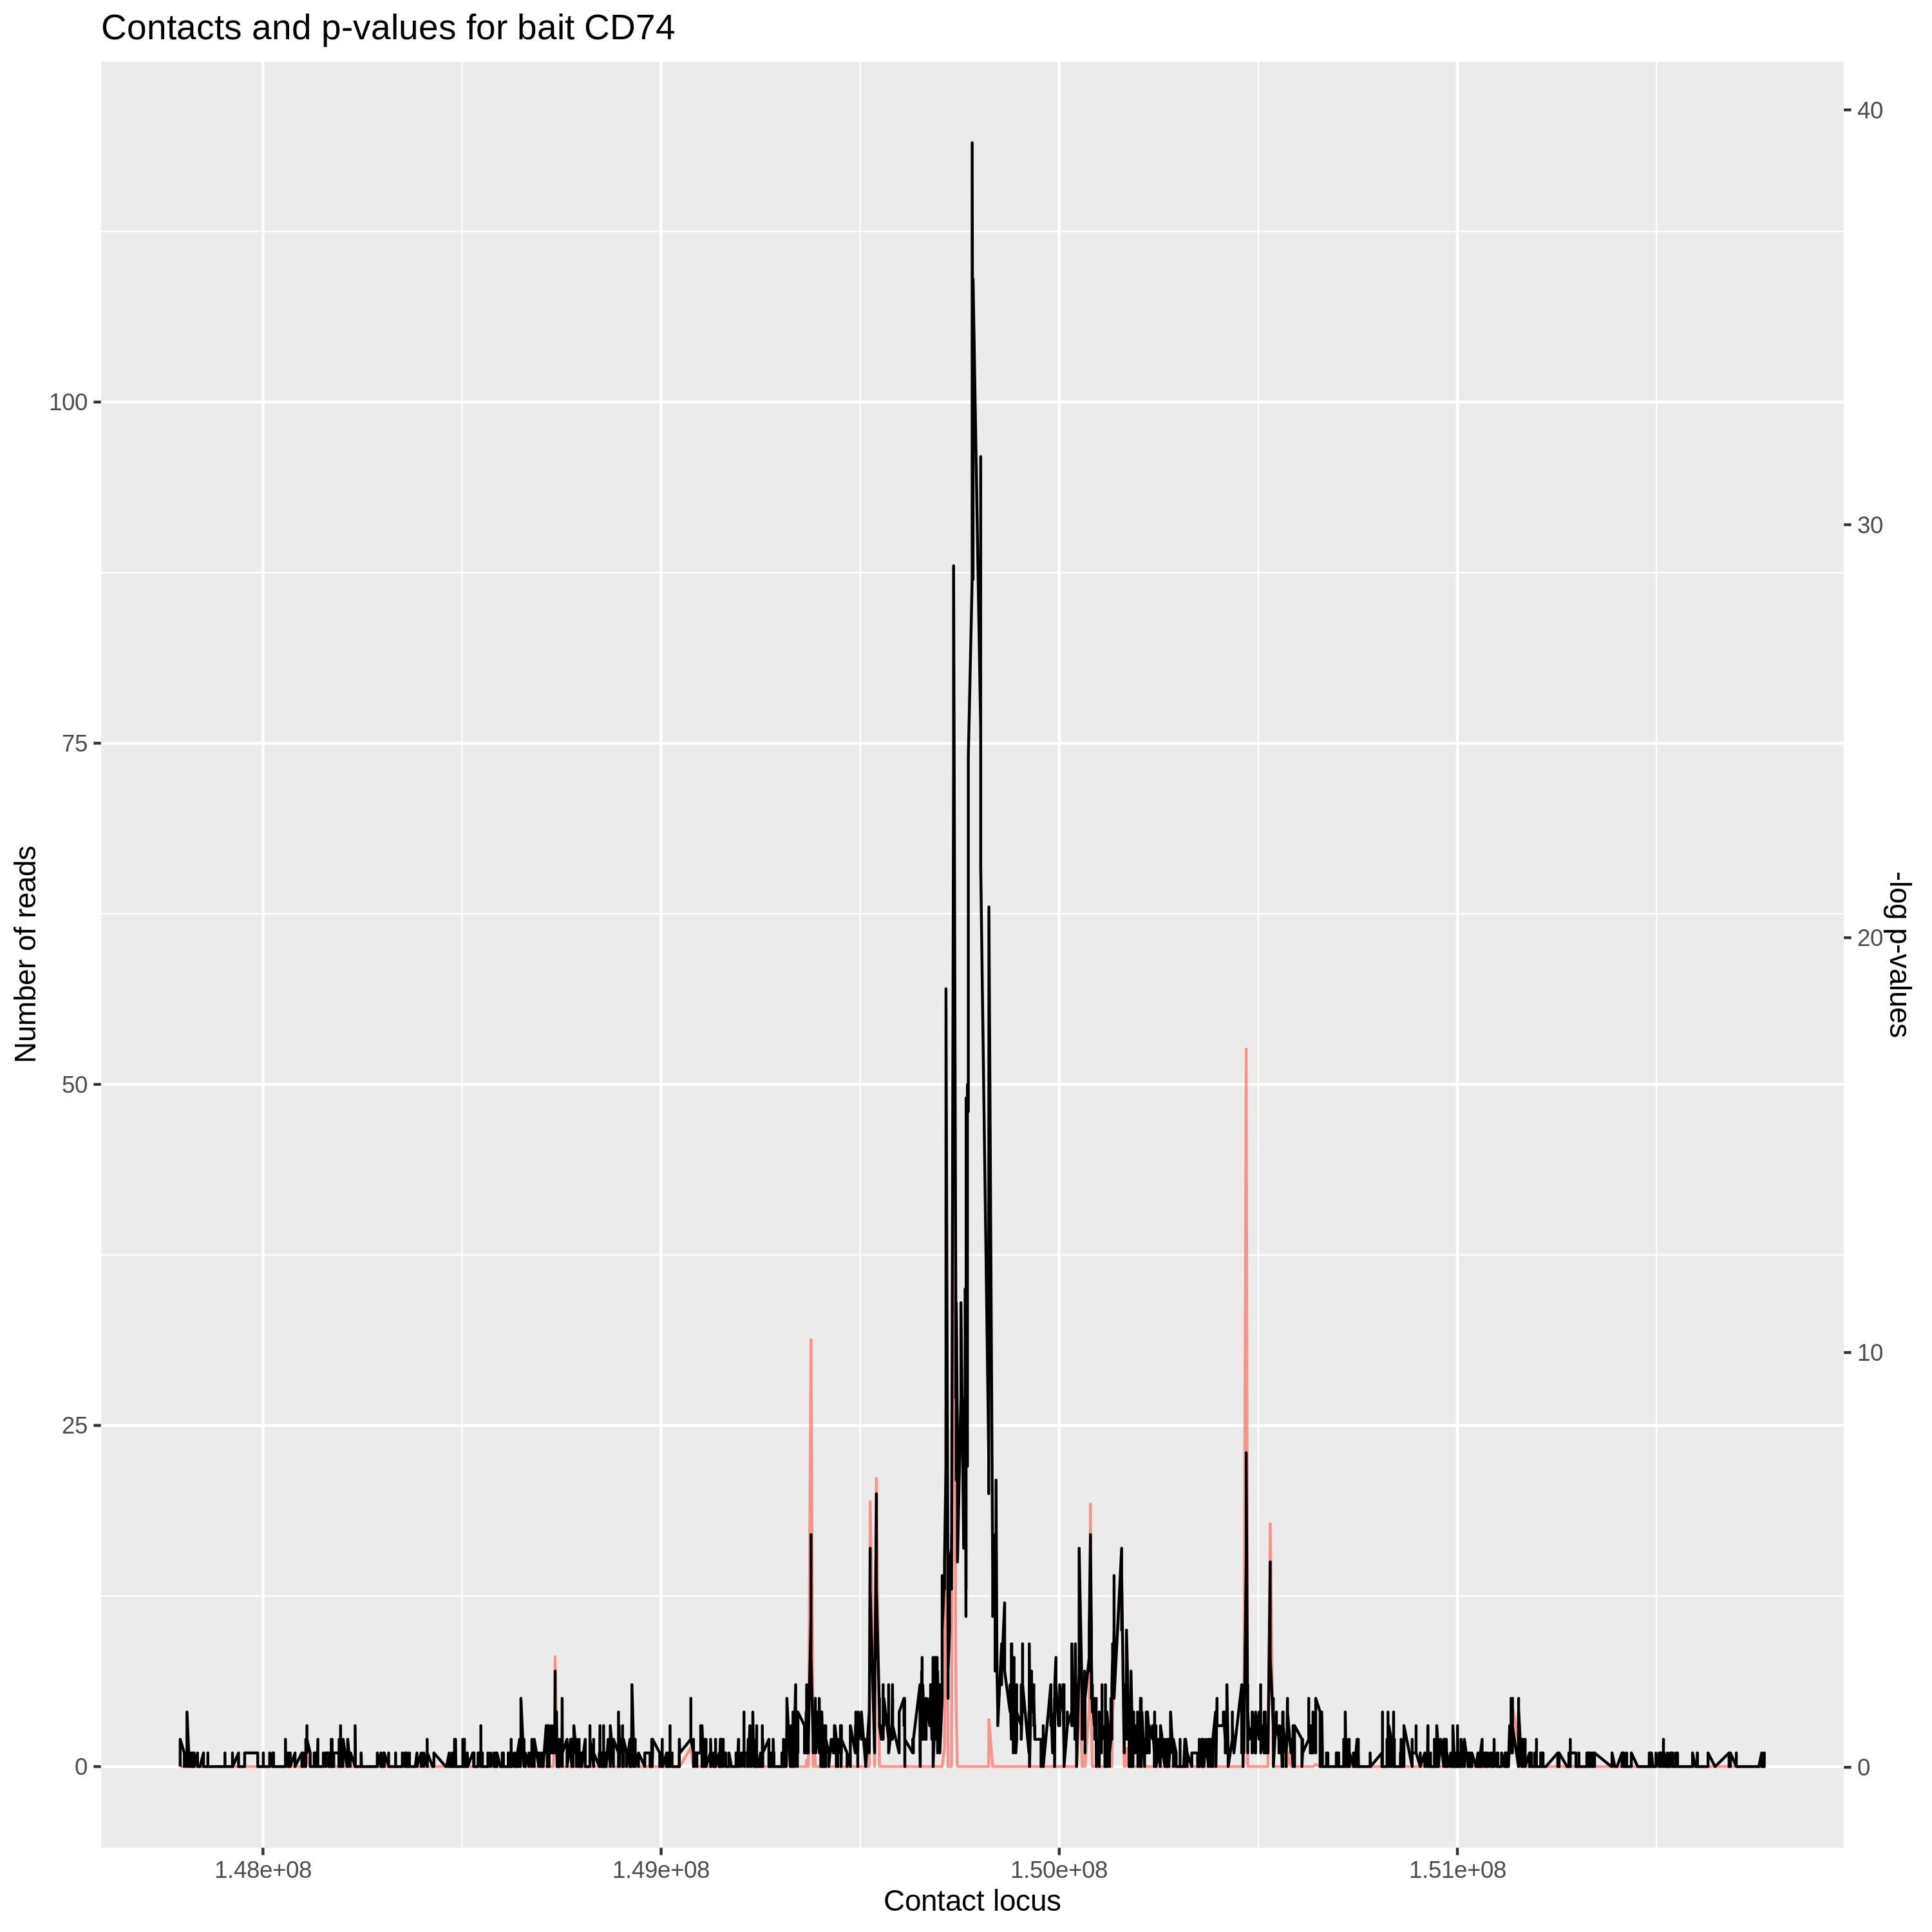 Contacts and p-values for bait CD74
Number of reads
100
75
50
25
0
40
30
20
10
0
-log p-values
1.48e+08 1.49e+08 1.50e+08 1.51e+08
Contact locus